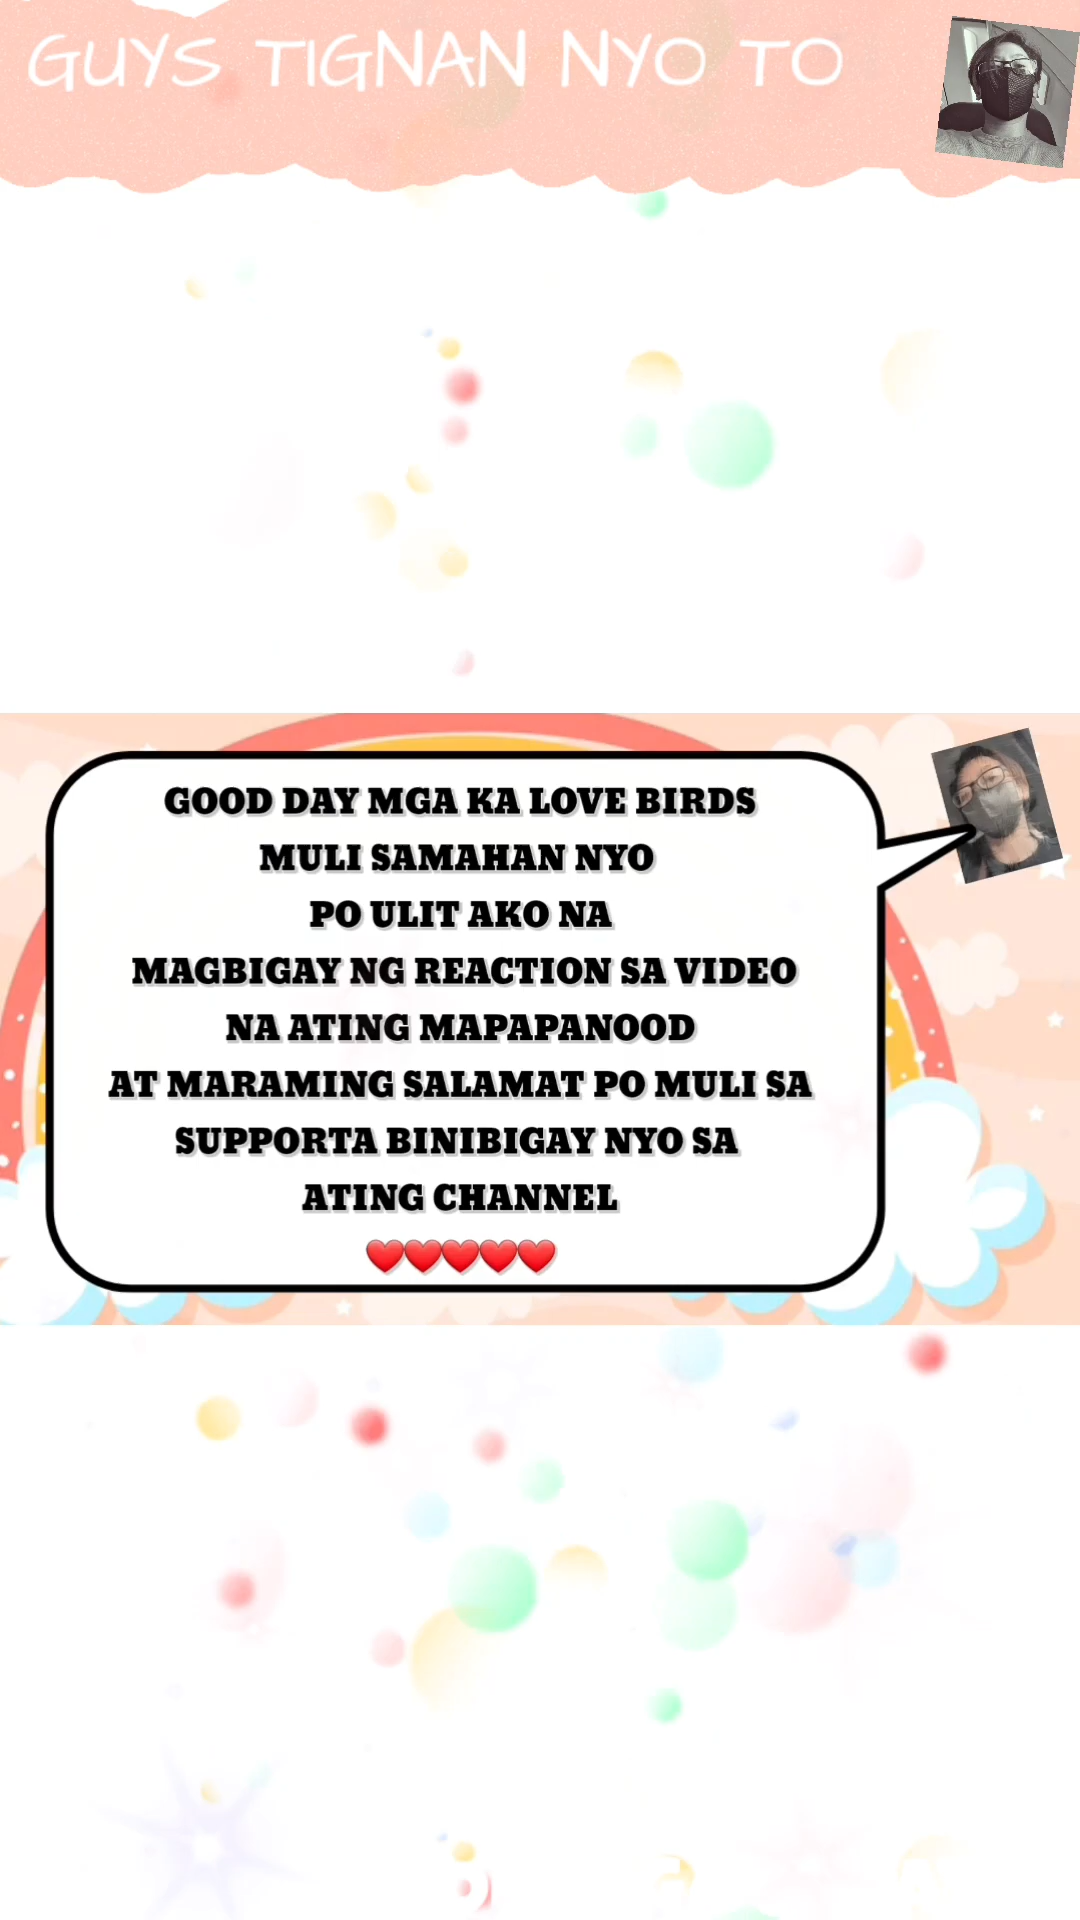 GUYS TIGNAN NYO TO
GOOD DAY MGA KA LOVE BIRDS
MULI SAMAHAN NYO
PO ULIT AKO NA
MAGBIGAY NG REACTION SA VIDEO
NA ATING MAPAPANOOD
AT MARAMING SALAMAT PO MULI SA
SUPPORTA BINIBIGAY NYO SA
ATING CHANNEL
❤️❤️❤️❤️❤️